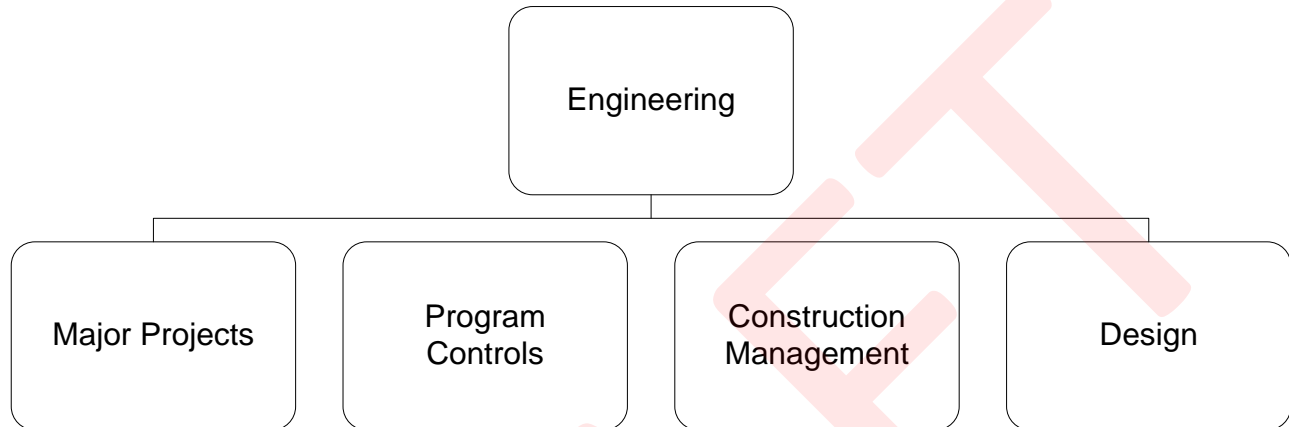 Engineering
Major Projects
Program
Controls
Construction
Management
Design